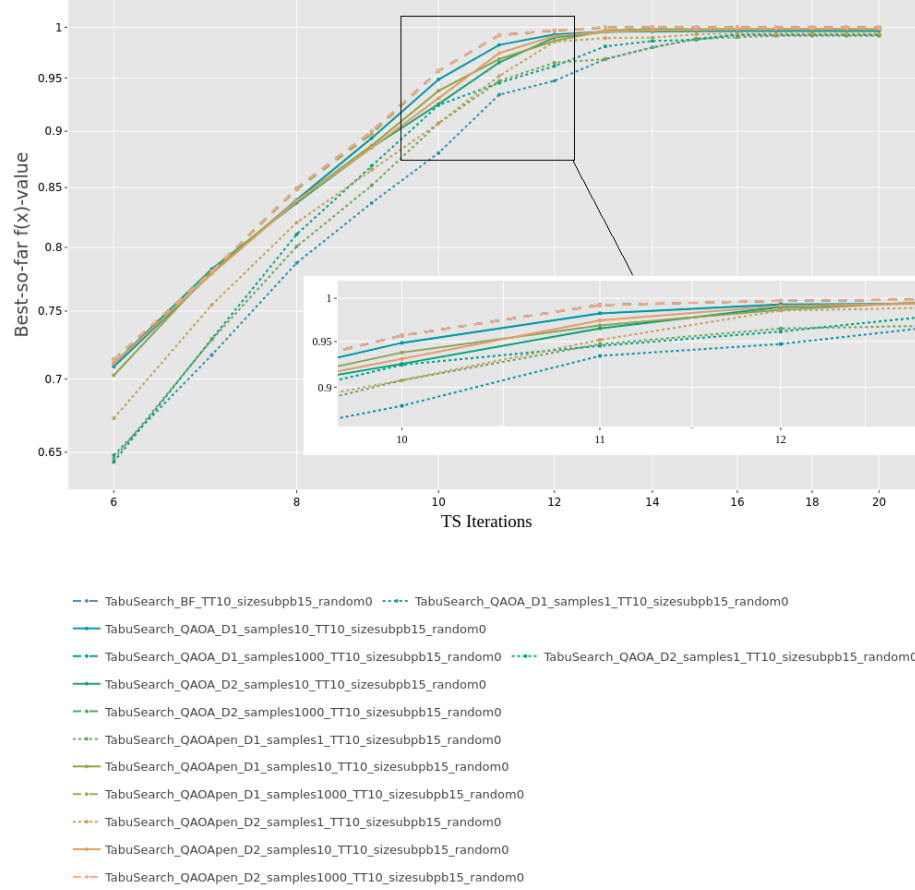 1
0.95
0.9
0.85
0.8
0.75
0.7
0.65
Best-so-far f(x)-value
1
0.95
0.9
10 11 12
6 8 10 12 14 16 18 20
TS Iterations
TabuSearch_BF_TT10_sizesubpb15_random0 TabuSearch_QAOA_D1_samples1_TT10_sizesubpb15_random0
TabuSearch_QAOA_D1_samples10_TT10_sizesubpb15_random0
TabuSearch_QAOA_D1_samples1000_TT10_sizesubpb15_random0 TabuSearch_QAOA_D2_samples1_TT10_sizesubpb15_random0
TabuSearch_QAOA_D2_samples10_TT10_sizesubpb15_random0
TabuSearch_QAOA_D2_samples1000_TT10_sizesubpb15_random0
TabuSearch_QAOApen_D1_samples1_TT10_sizesubpb15_random0
TabuSearch_QAOApen_D1_samples10_TT10_sizesubpb15_random0
TabuSearch_QAOApen_D1_samples1000_TT10_sizesubpb15_random0
TabuSearch_QAOApen_D2_samples1_TT10_sizesubpb15_random0
TabuSearch_QAOApen_D2_samples10_TT10_sizesubpb15_random0
TabuSearch_QAOApen_D2_samples1000_TT10_sizesubpb15_random0